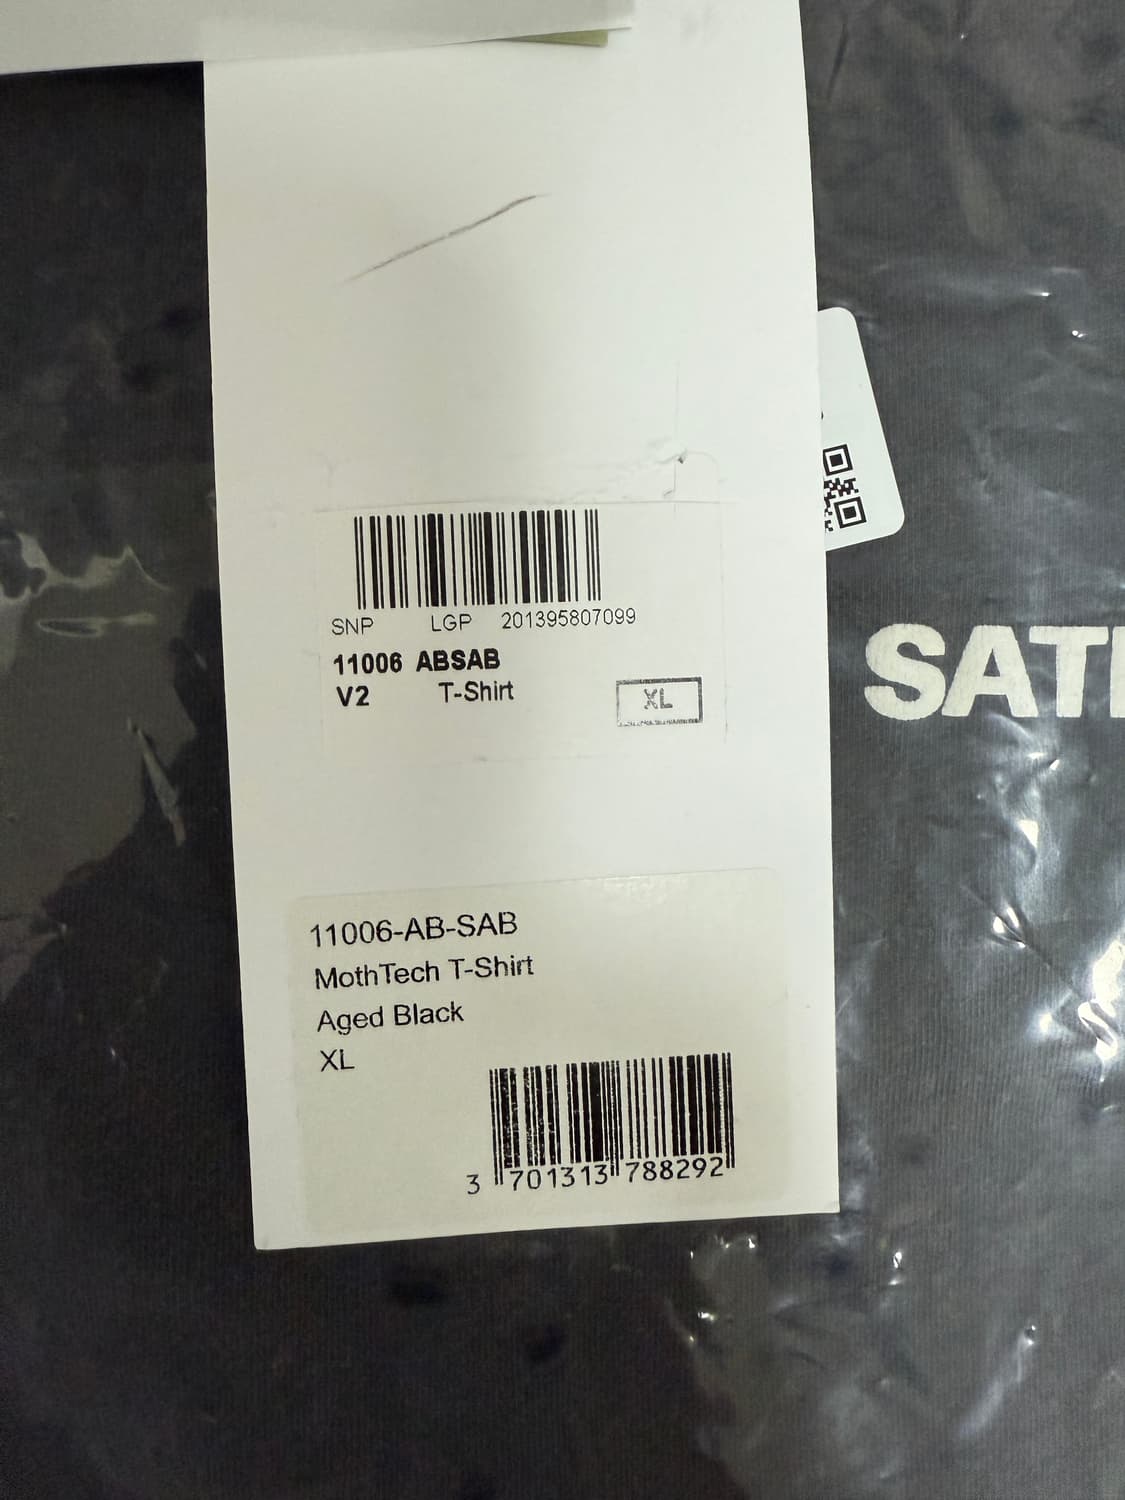 SNP LGP 201395807099
11006 ABSAB
V2 T-Shirt
XL
SAT
11006-AB-SAB
MothTech T-Shirt
Aged Black
XL
3 701313 788292